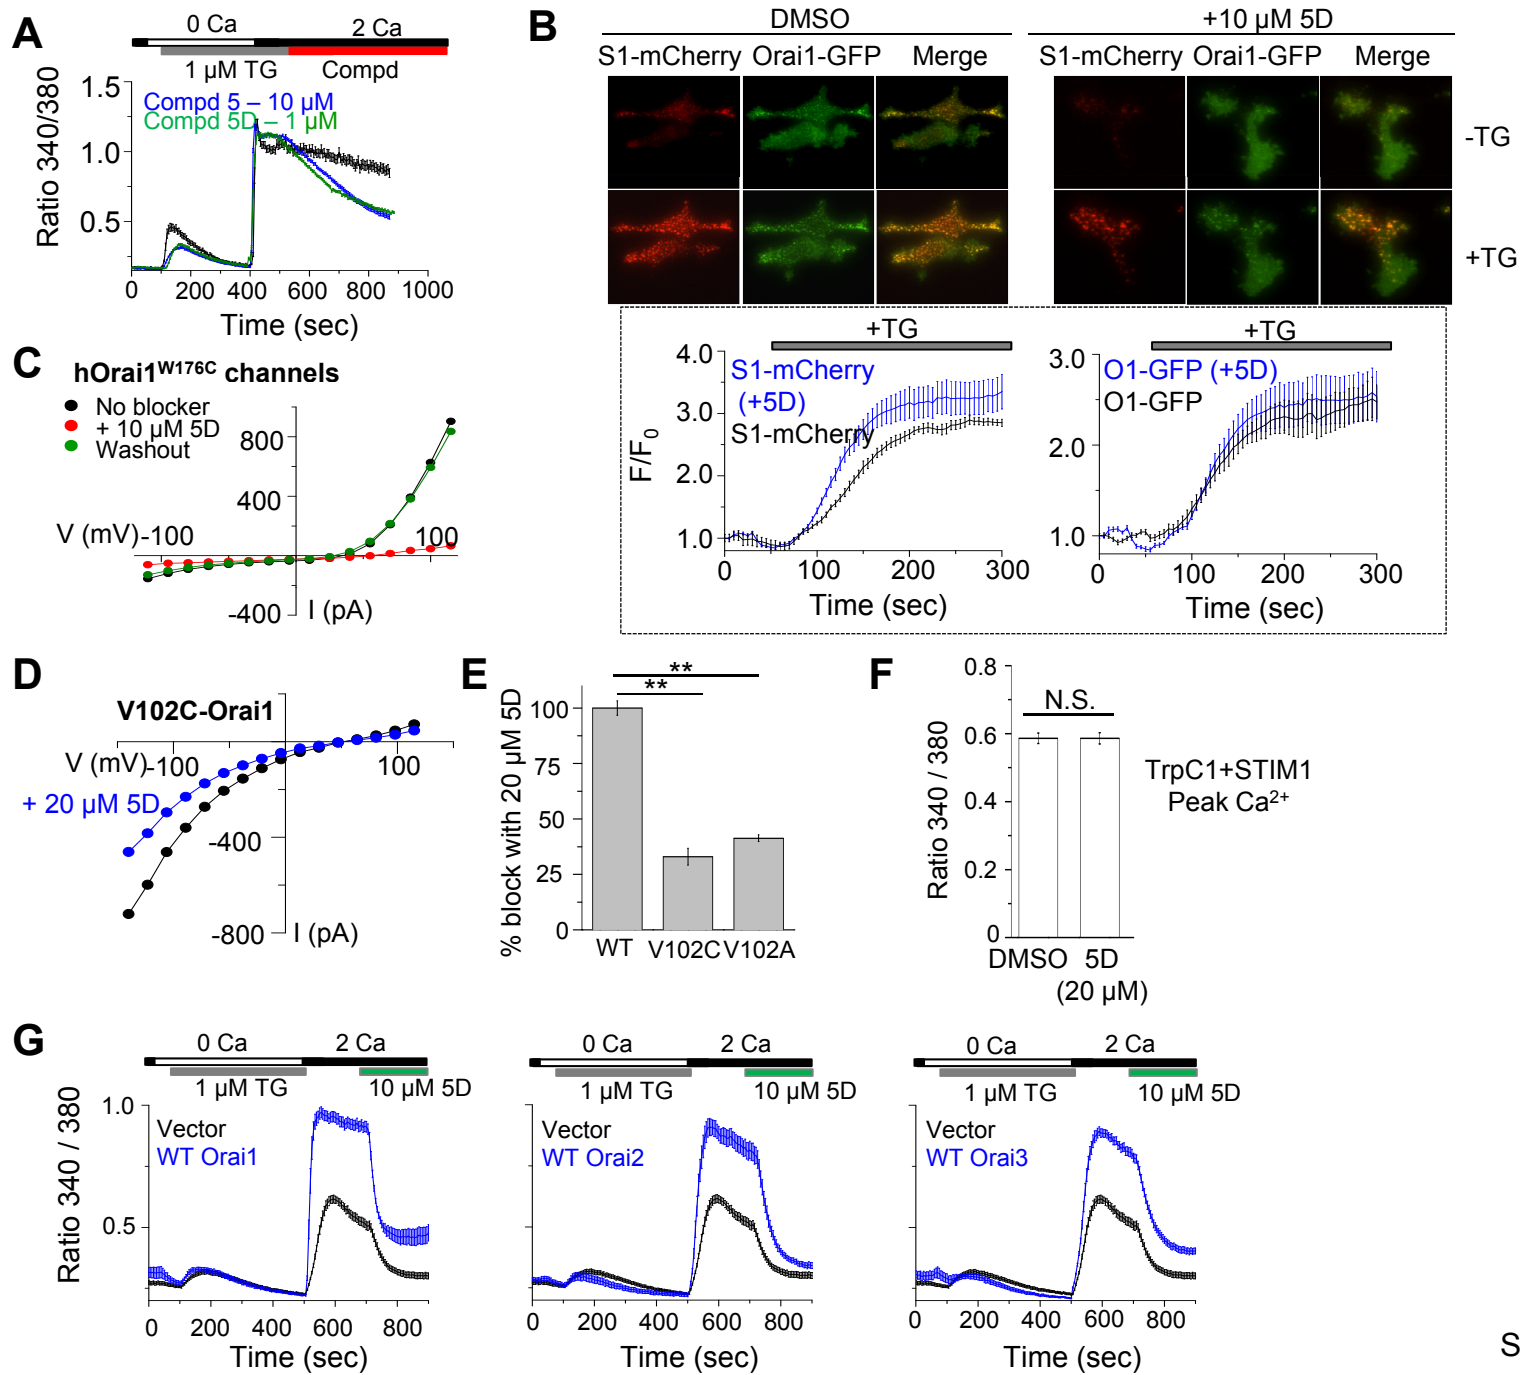 A
0 Ca
2 Ca
1 µM TG
Compd
Compd 5 – 10 µM
Compd 5D – 1 µM
Ratio 340/380
1.5
1.0
0.5
0 200 400 600 800 1000
Time (sec)
B
DMSO
+10 µM 5D
S1-mCherry Orai1-GFP Merge
S1-mCherry Orai1-GFP Merge
-TG
+TG
+TG
S1-mCherry
(+5D)
S1-mCherry
F/F0
4.0
3.0
2.0
1.0
0 100 200 300
Time (sec)
+TG
O1-GFP (+5D)
O1-GFP
3.0
2.0
1.0
0 100 200 300
Time (sec)
C
hOrai1W176C channels
No blocker
+ 10 µM 5D
Washout
800
400
V (mV) -100
100
-400
I (pA)
D
V102C-Orai1
V (mV) -100
100
+ 20 µM 5D
-400
-800
I (pA)
E
**
**
% block with 20 µM 5D
100
75
50
25
0
WT V102C V102A
F
N.S.
Ratio 340 / 380
0.8
0.6
0.4
0.2
0
DMSO 5D
(20 µM)
TrpC1+STIM1
Peak Ca2+
G
0 Ca 2 Ca
1 µM TG 10 µM 5D
Vector
WT Orai1
Ratio 340 / 380
1.0
0.5
0 200 400 600 800
Time (sec)
0 Ca 2 Ca
1 µM TG 10 µM 5D
Vector
WT Orai2
0 200 400 600 800
Time (sec)
0 Ca 2 Ca
1 µM TG 10 µM 5D
Vector
WT Orai3
0 200 400 600 800
Time (sec)
S